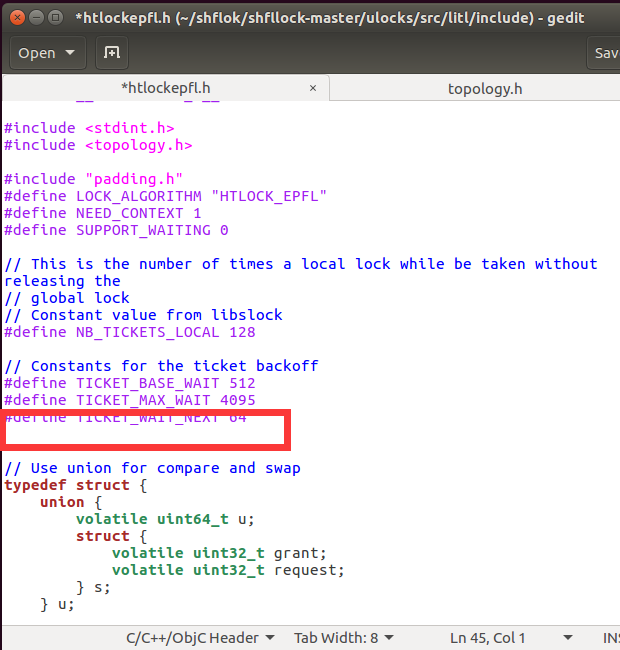 *htlockepfl.h (~/shflok/shfllock-master/ulocks/src/litl/include) - gedit
Open
Sav
*htlockepfl.h × topology.h
#include <stdint.h>
#include <topology.h>
#include "padding.h"
#define LOCK_ALGORITHM "HTLOCK_EPFL"
#define NEED_CONTEXT 1
#define SUPPORT_WAITING 0
// This is the number of times a local lock while be taken without
releasing the
// global lock
// Constant value from libslock
#define NB_TICKETS_LOCAL 128
// Constants for the ticket backoff
#define TICKET_BASE_WAIT 512
#define TICKET_MAX_WAIT 4095
#define TICKET_WAIT_NEXT 64
// Use union for compare and swap
typedef struct {
union {
volatile uint64_t u;
struct {
volatile uint32_t grant;
volatile uint32_t request;
} s;
} u;
C/C++/ObjC Header Tab Width: 8 Ln 45, Col 1 INS